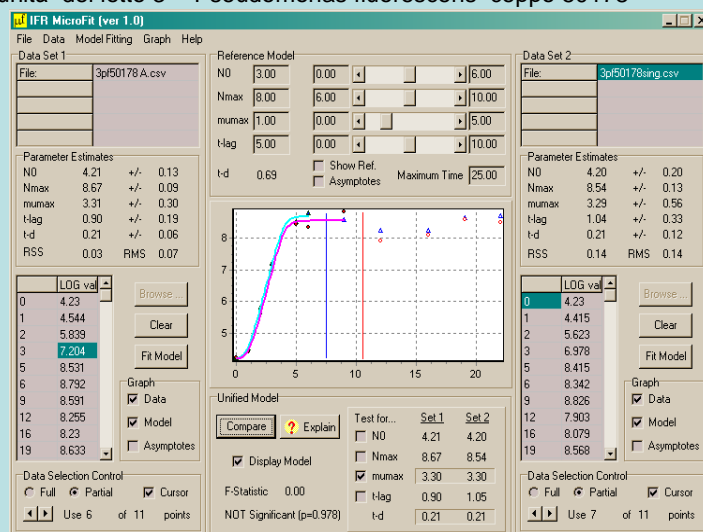 IFR MicroFit (ver 1.0)
File Data Model Fitting Graph Help
Data Set 1
File: 3pf50178 A.csv
Parameter Estimates
N0 4.21 +/- 0.13
Nmax 8.67 +/- 0.09
mumax 3.31 +/- 0.30
t-lag 0.90 +/- 0.19
t-d 0.21 +/- 0.06
RSS 0.03 RMS 0.07
LOG val
0 4.23
1 4.544
2 5.839
3 7.204
5 8.531
6 8.792
9 8.591
12 8.255
16 8.23
19 8.633
Browse ...
Clear
Fit Model
Graph
Data
Model
Asymptotes
Data Selection Control
Full Partial Cursor
Use 6 of 11 points
Reference Model
N0 3.00 0.00 6.00
Nmax 8.00 6.00 10.00
mumax 1.00 0.00 5.00
t-lag 5.00 0.00 10.00
t-d 0.69
Show Ref.
Asymptotes
Maximum Time 25.00
8
7
6
5
0 5 10 15 20
Unified Model
Compare ? Explain
Display Model
F-Statistic 0.00
NOT Significant (p=0.978)
Test for... Set 1 Set 2
N0 4.21 4.20
Nmax 8.67 8.54
mumax 3.30 3.30
t-lag 0.90 1.05
t-d 0.21 0.21
Data Set 2
File: 3pf50178sing.csv
Parameter Estimates
N0 4.20 +/- 0.20
Nmax 8.54 +/- 0.13
mumax 3.29 +/- 0.56
t-lag 1.04 +/- 0.33
t-d 0.21 +/- 0.12
RSS 0.14 RMS 0.14
LOG val
0 4.23
1 4.415
2 5.623
3 6.978
5 8.415
6 8.342
9 8.826
12 7.903
16 8.079
19 8.568
Browse ...
Clear
Fit Model
Graph
Data
Model
Asymptotes
Data Selection Control
Full Partial Cursor
Use 7 of 11 points